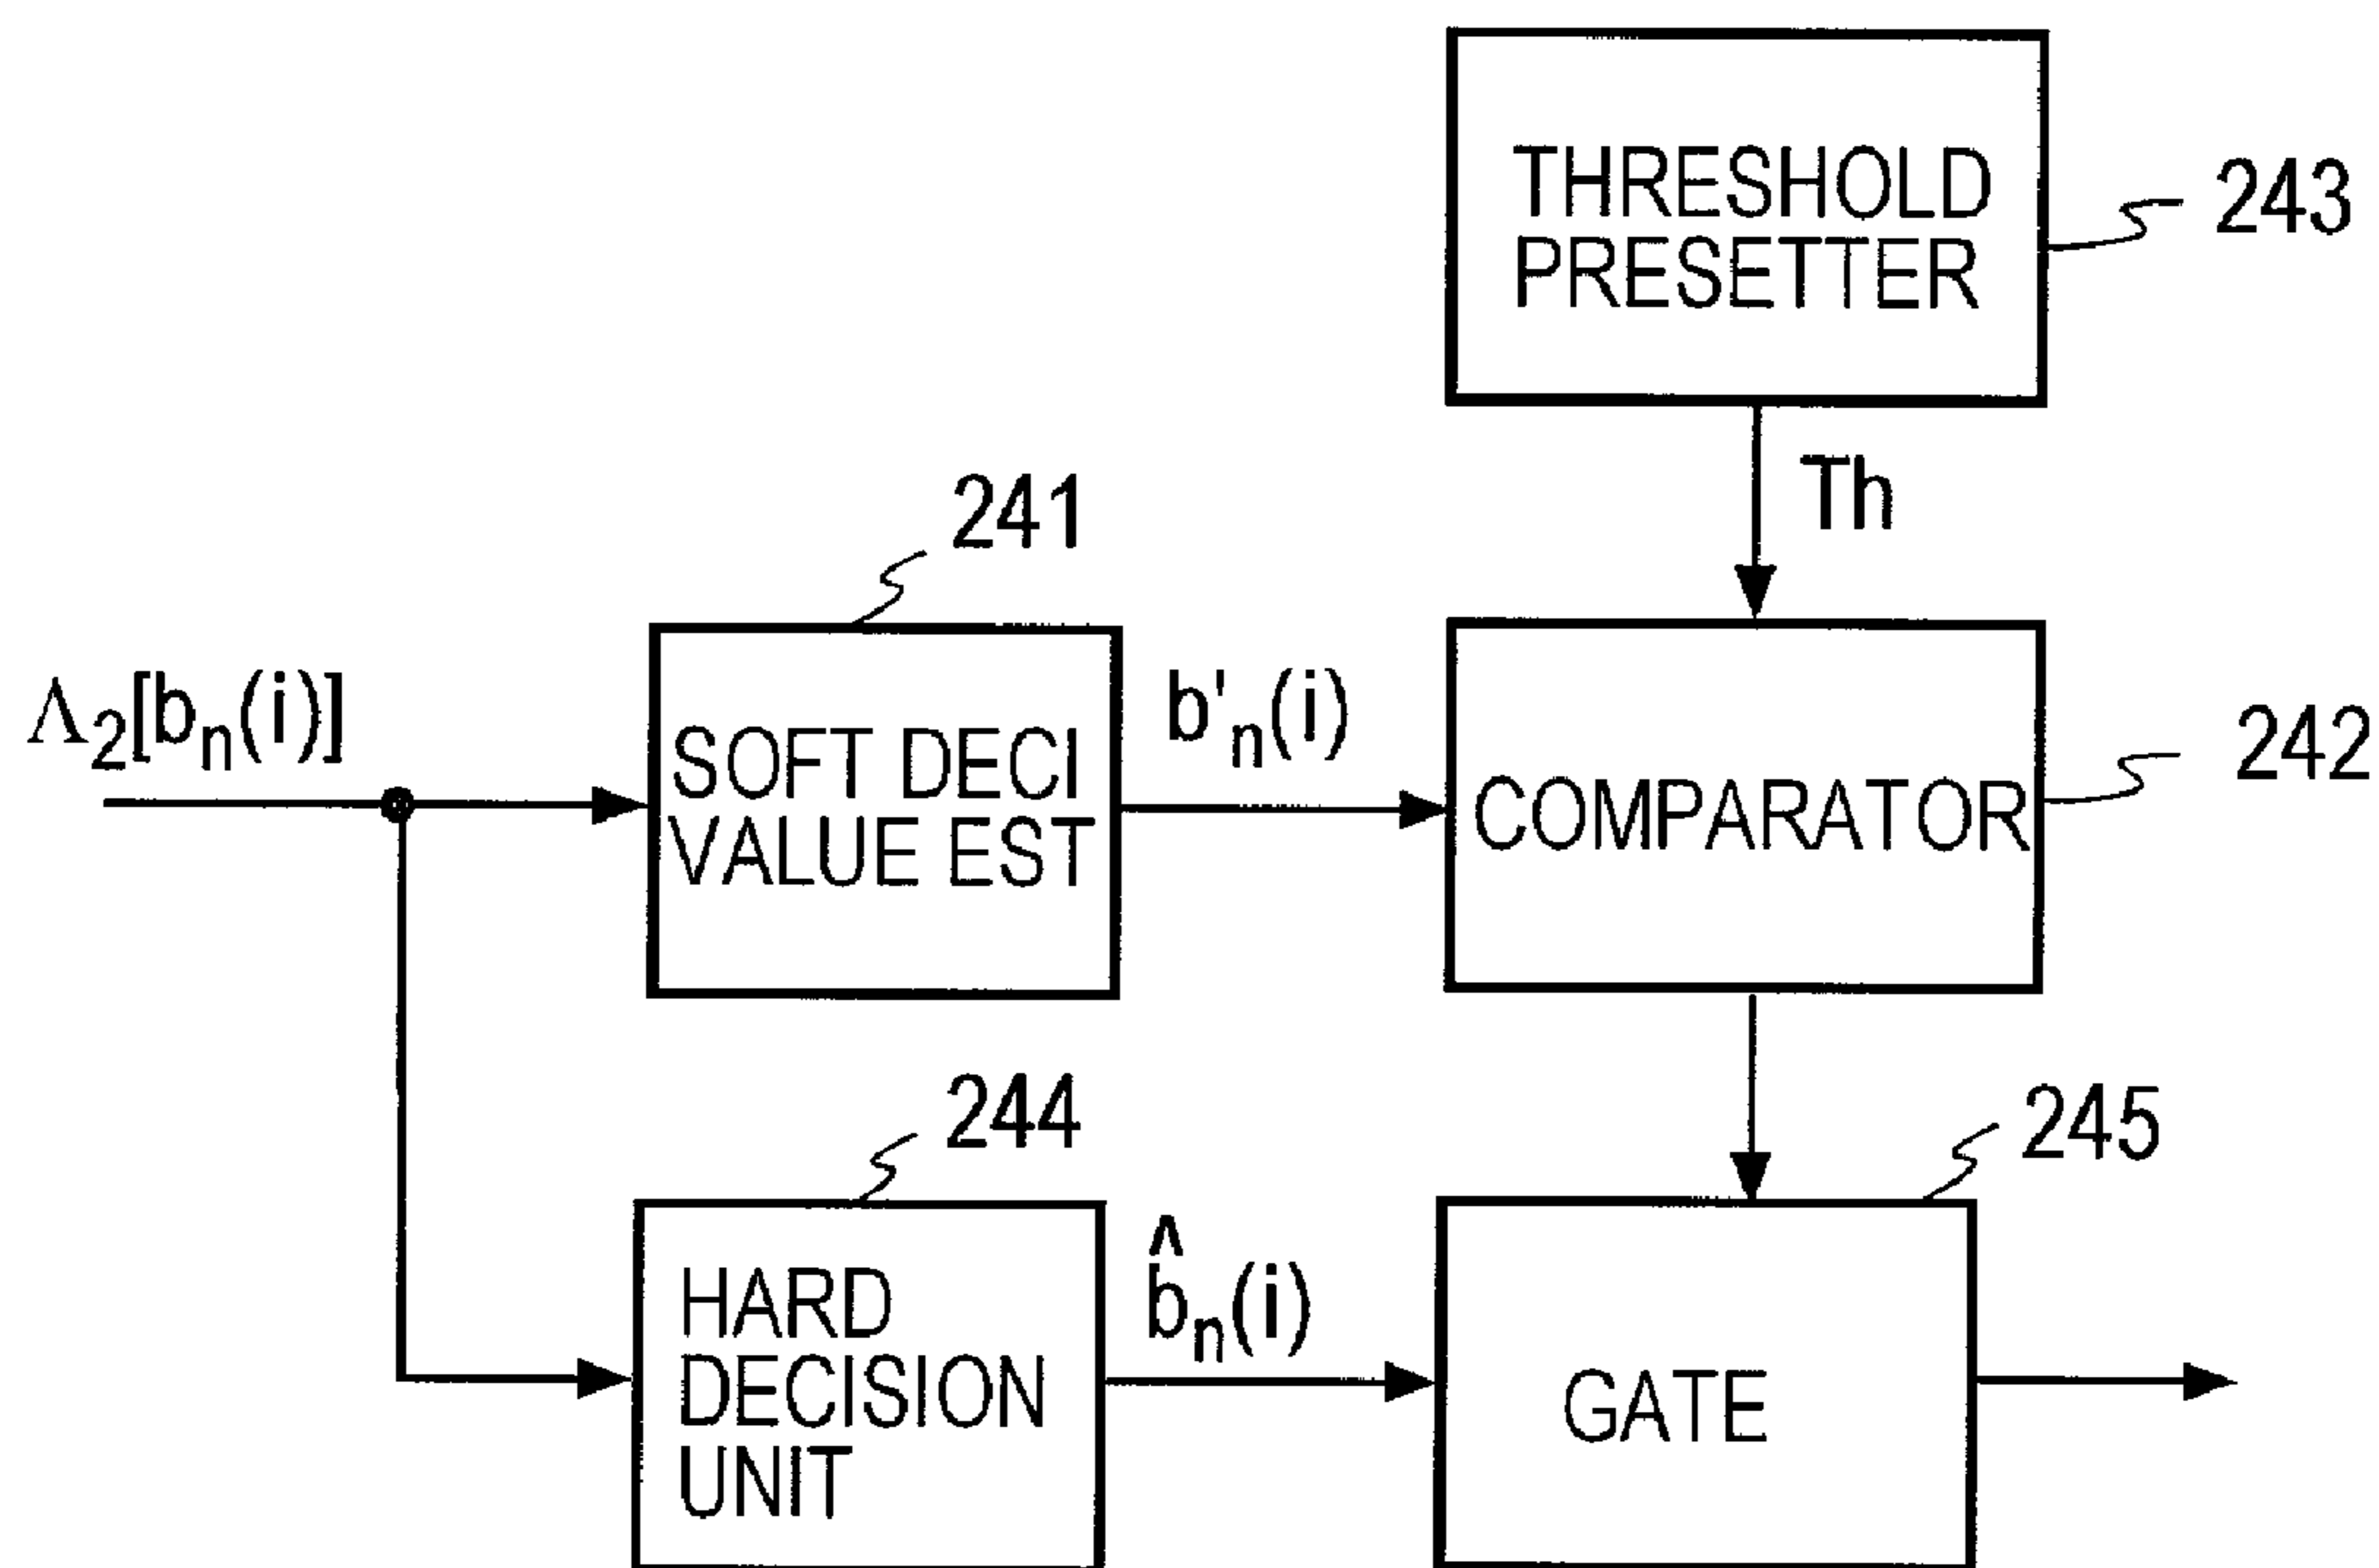 THRESHOLD
PRESETTER
243
Th
241
Λ₂[bₙ(i)]
SOFT DECI
VALUE EST
b'ₙ(i)
COMPARATOR
242
244
245
HARD
DECISION
UNIT
b̂ₙ(i)
GATE